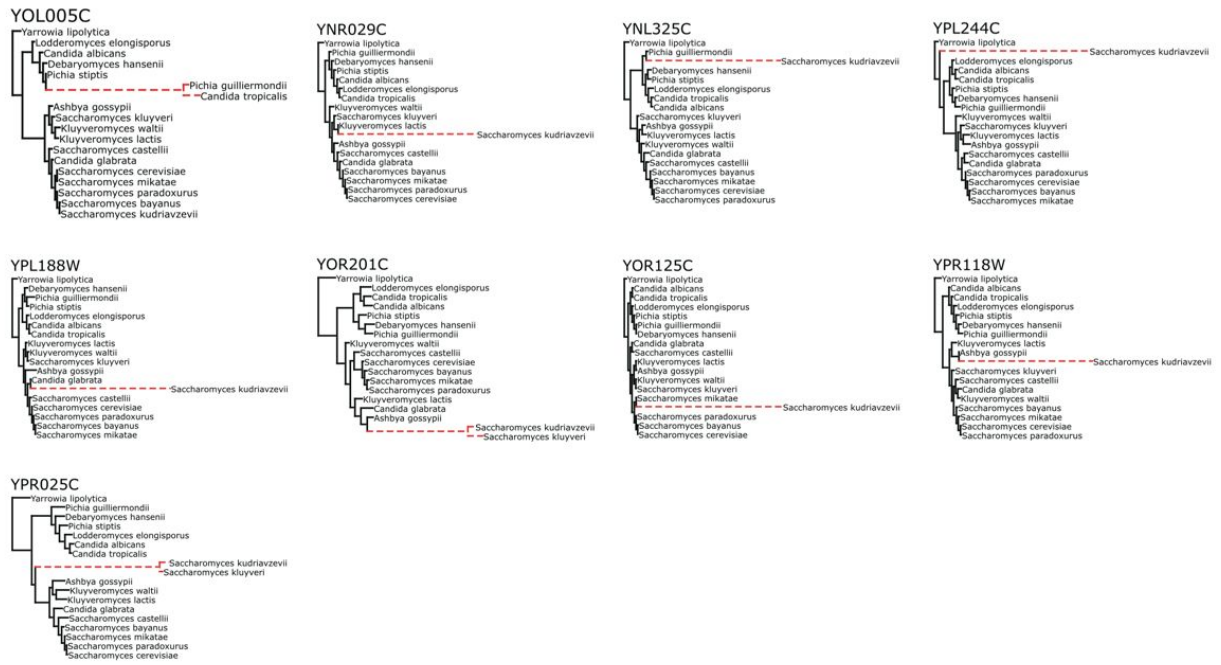 YOL005C
Yarrowia lipolytica
Lodderomyces elongisporus
Candida albicans
Debaryomyces hansenii
Pichia stiptis
Pichia guilliermondii
Candida tropicalis
Ashbya gossypii
Saccharomyces kluyveri
Kluyveromyces waltii
Kluyveromyces lactis
Saccharomyces castellii
Candida glabrata
Saccharomyces cerevisiae
Saccharomyces mikatae
Saccharomyces paradoxurus
Saccharomyces bayanus
Saccharomyces kudriavzevii
YNR029C
Yarrowia lipolytica
Pichia guilliermondii
Debaryomyces hansenii
Pichia stiptis
Candida albicans
Lodderomyces elongisporus
Candida tropicalis
Kluyveromyces waltii
Saccharomyces kluyveri
Kluyveromyces lactis
Saccharomyces kudriavzevii
Ashbya gossypii
Saccharomyces castellii
Candida glabrata
Saccharomyces bayanus
Saccharomyces mikatae
Saccharomyces paradoxurus
Saccharomyces cerevisiae
YNL325C
Yarrowia lipolytica
Pichia guilliermondii
Saccharomyces kudriavzevii
Debaryomyces hansenii
Pichia stiptis
Lodderomyces elongisporus
Candida tropicalis
Candida albicans
Saccharomyces kluyveri
Ashbya gossypii
Kluyveromyces lactis
Kluyveromyces waltii
Candida glabrata
Saccharomyces castellii
Saccharomyces bayanus
Saccharomyces mikatae
Saccharomyces cerevisiae
Saccharomyces paradoxurus
YPL244C
Yarrowia lipolytica
Saccharomyces kudriavzevii
Lodderomyces elongisporus
Candida albicans
Candida tropicalis
Pichia stiptis
Debaryomyces hansenii
Pichia guilliermondii
Kluyveromyces waltii
Saccharomyces kluyveri
Kluyveromyces lactis
Ashbya gossypii
Saccharomyces castellii
Candida glabrata
Saccharomyces paradoxurus
Saccharomyces cerevisiae
Saccharomyces bayanus
Saccharomyces mikatae
YPL188W
Yarrowia lipolytica
Debaryomyces hansenii
Pichia guilliermondii
Pichia stiptis
Lodderomyces elongisporus
Candida albicans
Candida tropicalis
Kluyveromyces lactis
Kluyveromyces waltii
Saccharomyces kluyveri
Ashbya gossypii
Candida glabrata
Saccharomyces kudriavzevii
Saccharomyces castellii
Saccharomyces cerevisiae
Saccharomyces paradoxurus
Saccharomyces bayanus
Saccharomyces mikatae
YOR201C
Yarrowia lipolytica
Lodderomyces elongisporus
Candida tropicalis
Candida albicans
Pichia stiptis
Debaryomyces hansenii
Pichia guilliermondii
Kluyveromyces waltii
Saccharomyces castellii
Saccharomyces cerevisiae
Saccharomyces bayanus
Saccharomyces mikatae
Saccharomyces paradoxurus
Kluyveromyces lactis
Candida glabrata
Ashbya gossypii
Saccharomyces kudriavzevii
Saccharomyces kluyveri
YOR125C
Yarrowia lipolytica
Candida albicans
Candida tropicalis
Lodderomyces elongisporus
Pichia stiptis
Pichia guilliermondii
Debaryomyces hansenii
Candida glabrata
Saccharomyces castellii
Kluyveromyces lactis
Ashbya gossypii
Kluyveromyces waltii
Saccharomyces kluyveri
Saccharomyces mikatae
Saccharomyces kudriavzevii
Saccharomyces paradoxurus
Saccharomyces bayanus
Saccharomyces cerevisiae
YPR118W
Yarrowia lipolytica
Candida albicans
Candida tropicalis
Lodderomyces elongisporus
Pichia stiptis
Debaryomyces hansenii
Pichia guilliermondii
Kluyveromyces lactis
Ashbya gossypii
Saccharomyces kudriavzevii
Saccharomyces kluyveri
Saccharomyces castellii
Candida glabrata
Kluyveromyces waltii
Saccharomyces bayanus
Saccharomyces mikatae
Saccharomyces cerevisiae
Saccharomyces paradoxurus
YPR025C
Yarrowia lipolytica
Pichia guilliermondii
Debaryomyces hansenii
Pichia stiptis
Lodderomyces elongisporus
Candida albicans
Candida tropicalis
Saccharomyces kudriavzevii
Saccharomyces kluyveri
Ashbya gossypii
Kluyveromyces waltii
Kluyveromyces lactis
Candida glabrata
Saccharomyces castellii
Saccharomyces bayanus
Saccharomyces mikatae
Saccharomyces paradoxurus
Saccharomyces cerevisiae